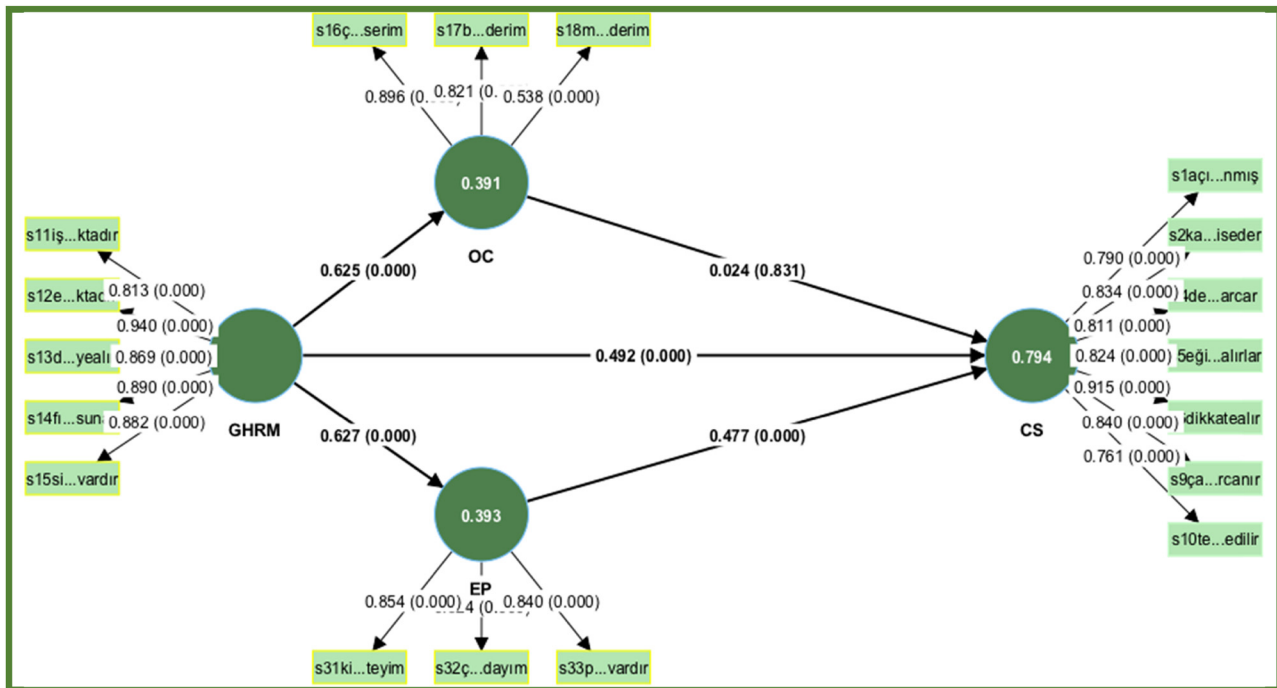 s16ç...serim
s17b...derim
s18m...derim
0.896 (0.
0.821 (0.
0.538 (0.000)
0.391
OC
s1açı...nmış
s2ka...iseder
4de...arcar
5eği...alırlar
dikkatealır
s9ça...rcanır
s10te...edilir
0.790 (0.000)
0.834 (0.000)
0.811 (0.000)
0.824 (0.000)
0.915 (0.000)
0.840 (0.000)
0.761 (0.000)
s11iş...ktadır
s12e...ktad
s13d...yealı
s14fı...sun
s15si...vardır
0.813 (0.000)
0.940 (0.000)
0.869 (0.000)
0.890 (0.000)
0.882 (0.000)
GHRM
0.625 (0.000)
0.024 (0.831)
0.492 (0.000)
0.627 (0.000)
0.477 (0.000)
0.794
CS
0.393
EP
0.854 (0.000)
0.840 (0.000)
s31ki...teyim
s32ç...dayım
s33p...vardır